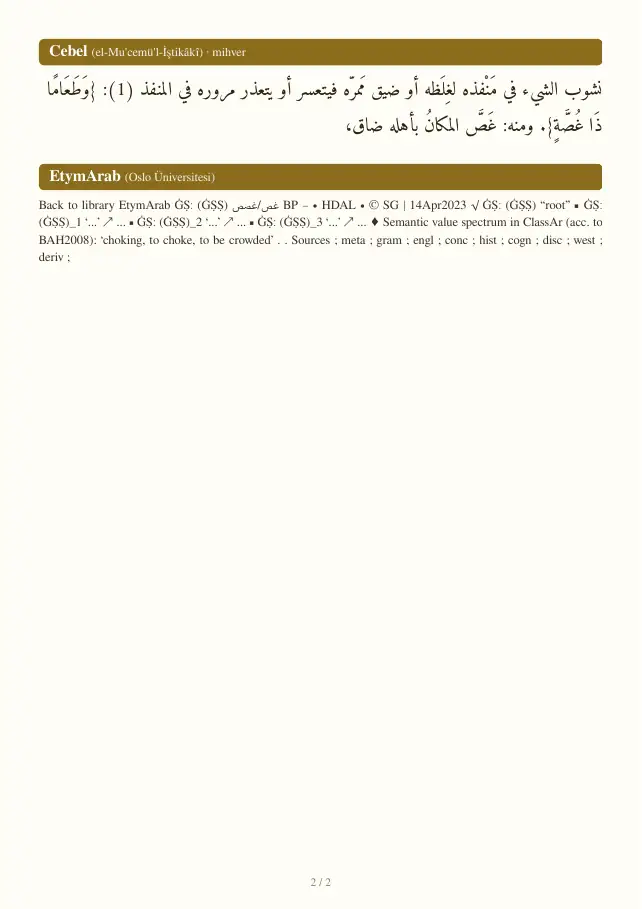 Cebel (el-Mu'cemü'l-İştikâkî) · mihver
نشوب الشيء في مَنْفذه لغِلَظه أو ضيق مَمرّه فيتعسر أو يتعذر مروره في المنفذ (1): {وَطَعَامًا
ذَا غُصَّةٍ}. ومنه: غَصَّ المكانُ بأهله ضاق،
EtymArab (Oslo Üniversitesi)
Back to library EtymArab ĠṢ: (ĠṢṢ) غص/غصص BP – • HDAL • © SG | 14Apr2023 √ ĠṢ: (ĠṢṢ) “root” ▪ ĠṢ:
(ĠṢṢ)_1 ‘...’ ↗ ... ▪ ĠṢ: (ĠṢṢ)_2 ‘...’ ↗ ... ▪ ĠṢ: (ĠṢṢ)_3 ‘...’ ↗ ... ♦ Semantic value spectrum in ClassAr (acc. to
BAH2008): ‘choking, to choke, to be crowded’ . . Sources ; meta ; gram ; engl ; conc ; hist ; cogn ; disc ; west ;
deriv ;
2 / 2